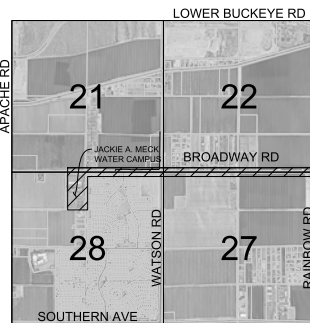 LOWER BUCKEYE RD
APACHE RD
21
22
JACKIE A. MECK
WATER CAMPUS
BROADWAY RD
28
WATSON RD
27
RAINBOW RD
SOUTHERN AVE